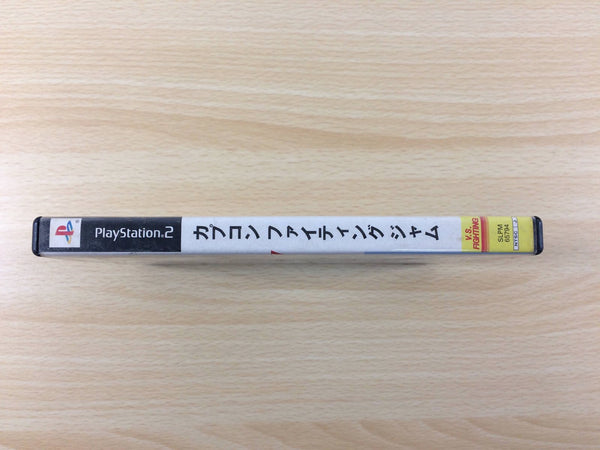 PlayStation.2
カプコン ファイティング ジャム
V.S.
FIGHTING
SLPM
65794
NTSC J